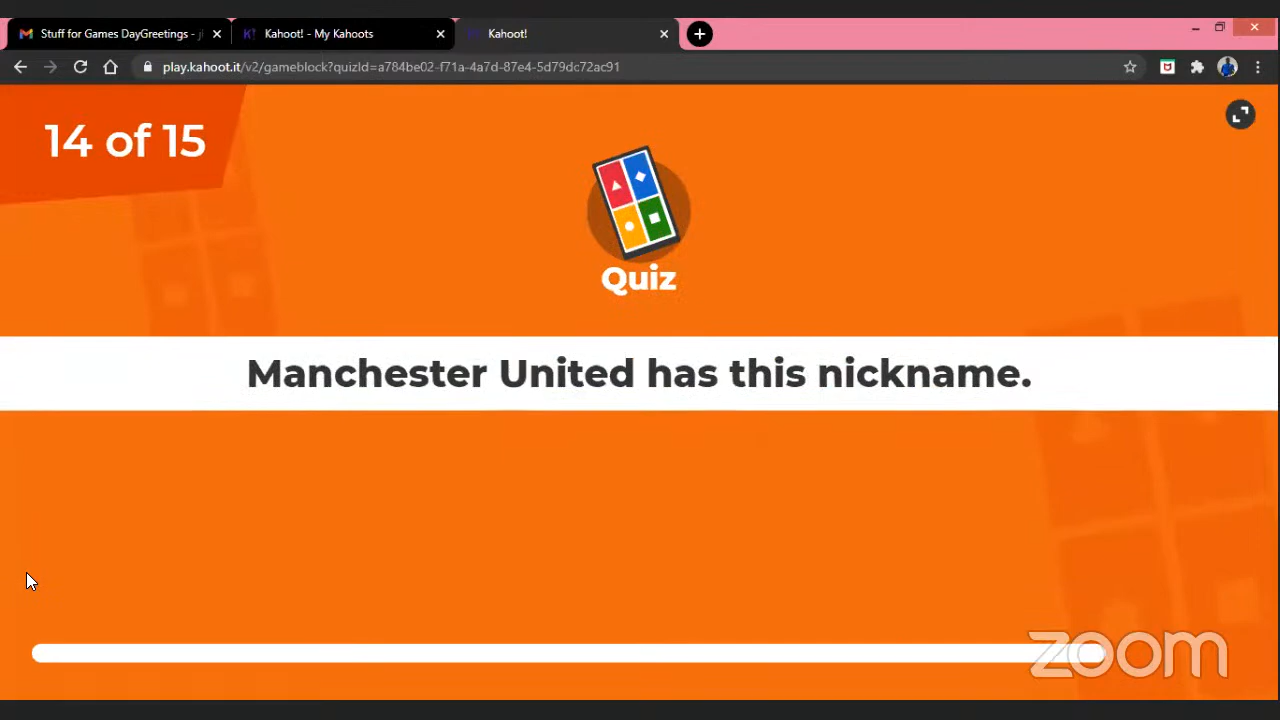 Stuff for Games DayGreetings - j
Kahoot! - My Kahoots
Kahoot!
play.kahoot.it/v2/gameblock?quizId=a784be02-f71a-4a7d-87e4-5d79dc72ac91
14 of 15
Quiz
Manchester United has this nickname.
zoom